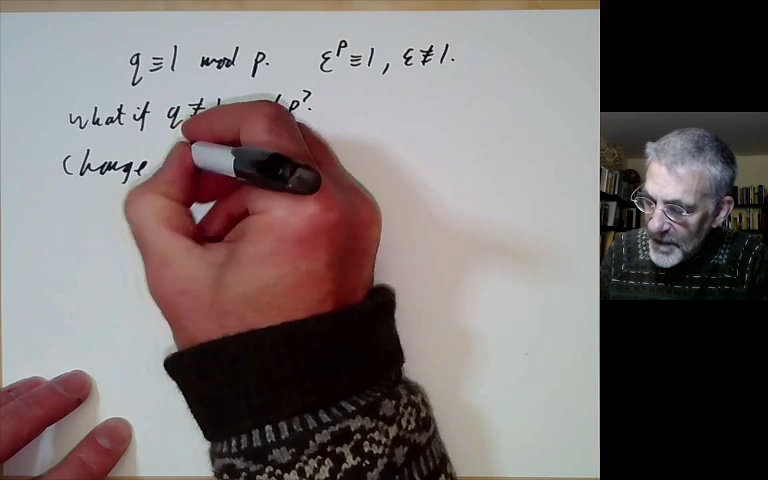 q ≡ 1 mod p. ε^p ≡ 1, ε ≢ 1.
What if q ≢ p?
Change